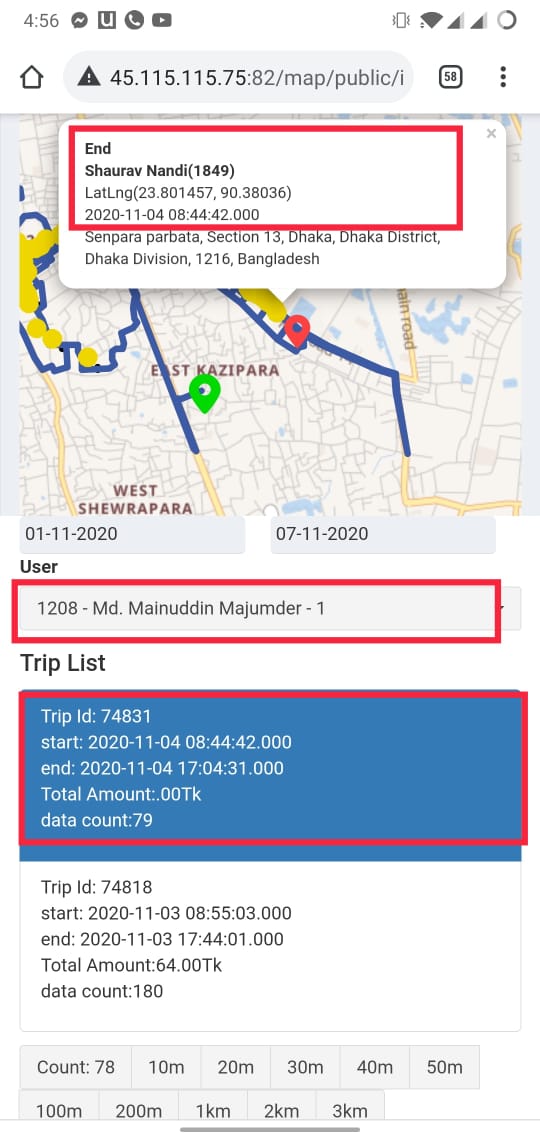 4:56
45.115.115.75:82/map/public/i
58
End
×
Shaurav Nandi(1849)
LatLng(23.801457, 90.38036)
2020-11-04 08:44:42.000
Senpara parbata, Section 13, Dhaka, Dhaka District,
Dhaka Division, 1216, Bangladesh
ain road
EAST KAZIPARA
WEST
SHEWRAPARA
01-11-2020
07-11-2020
User
1208 - Md. Mainuddin Majumder - 1
Trip List
Trip Id: 74831
start: 2020-11-04 08:44:42.000
end: 2020-11-04 17:04:31.000
Total Amount:.00Tk
data count:79
Trip Id: 74818
start: 2020-11-03 08:55:03.000
end: 2020-11-03 17:44:01.000
Total Amount:64.00Tk
data count:180
Count: 78 10m 20m 30m 40m 50m
100m 200m 1km 2km 3km